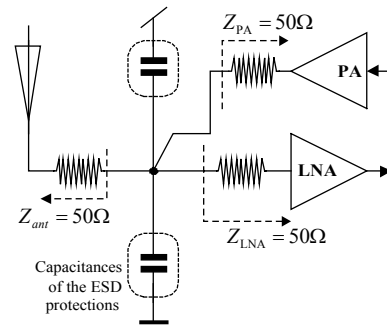 Z_PA = 50Ω
PA
LNA
Z_ant = 50Ω
Z_LNA = 50Ω
Capacitances
of the ESD
protections